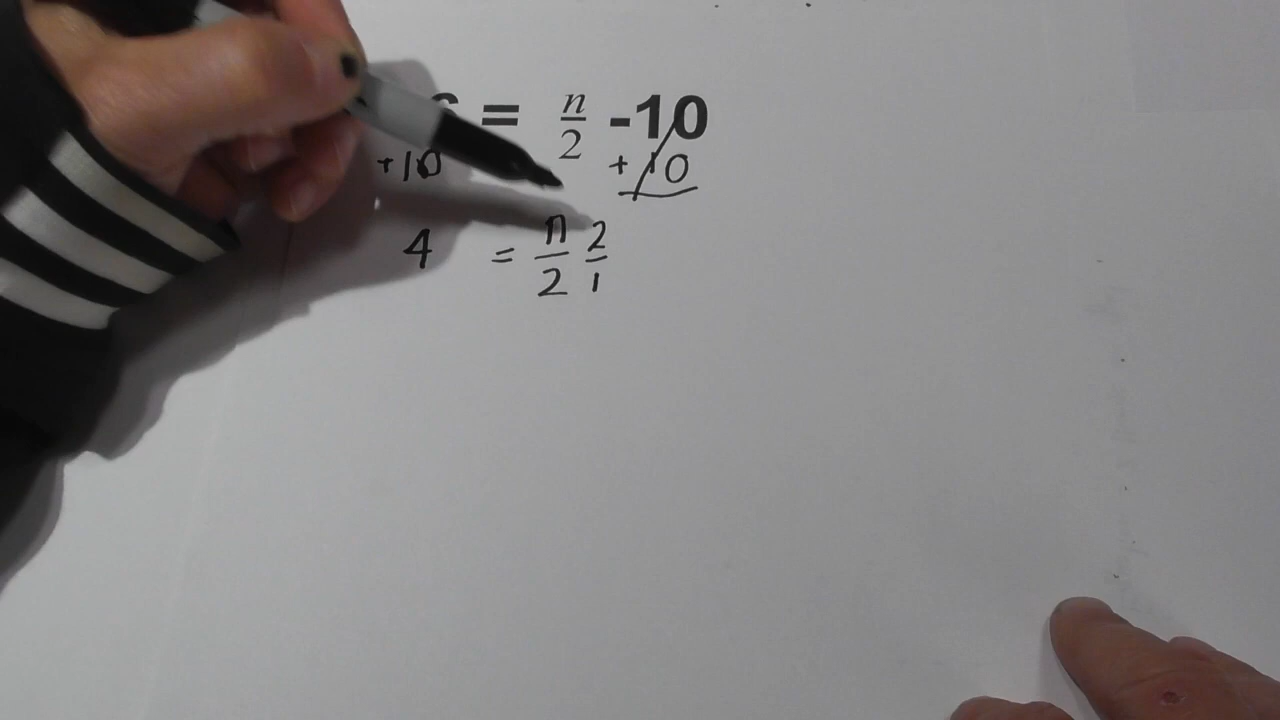 = n/2 -10
+10 + 10
4 = n/2 2/1